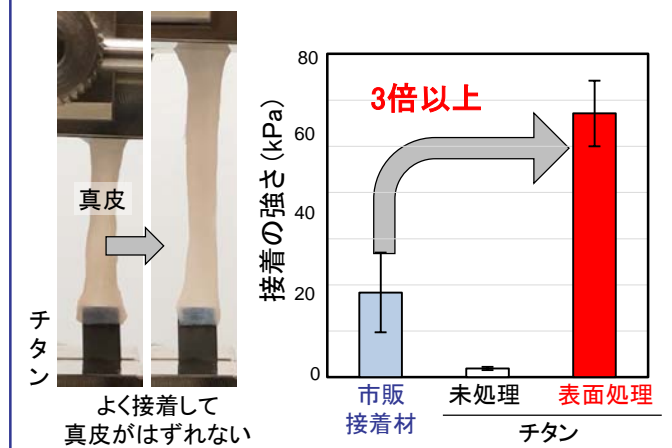 真皮
チ
タ
ン
よく接着して
真皮がはずれない
接着の強さ(kPa)
80
60
40
20
0
3倍以上
市販
接着材
未処理
表面処理
チタン